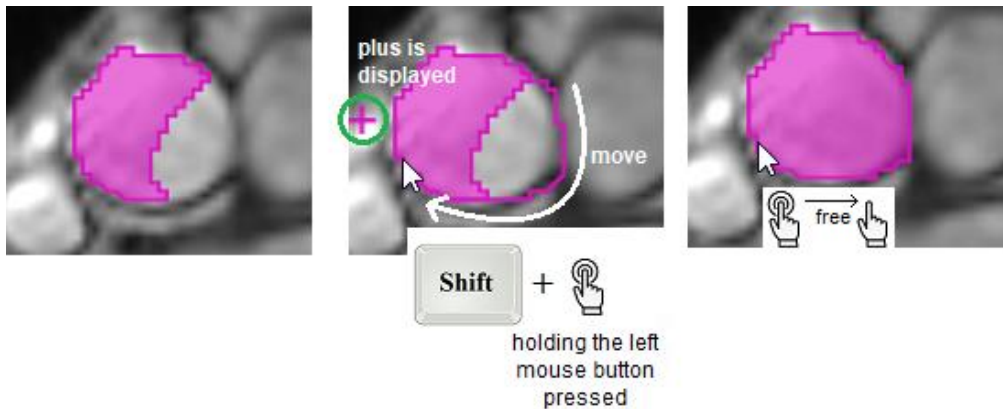 plus is
displayed
move
free
Shift
+
holding the left
mouse button
pressed